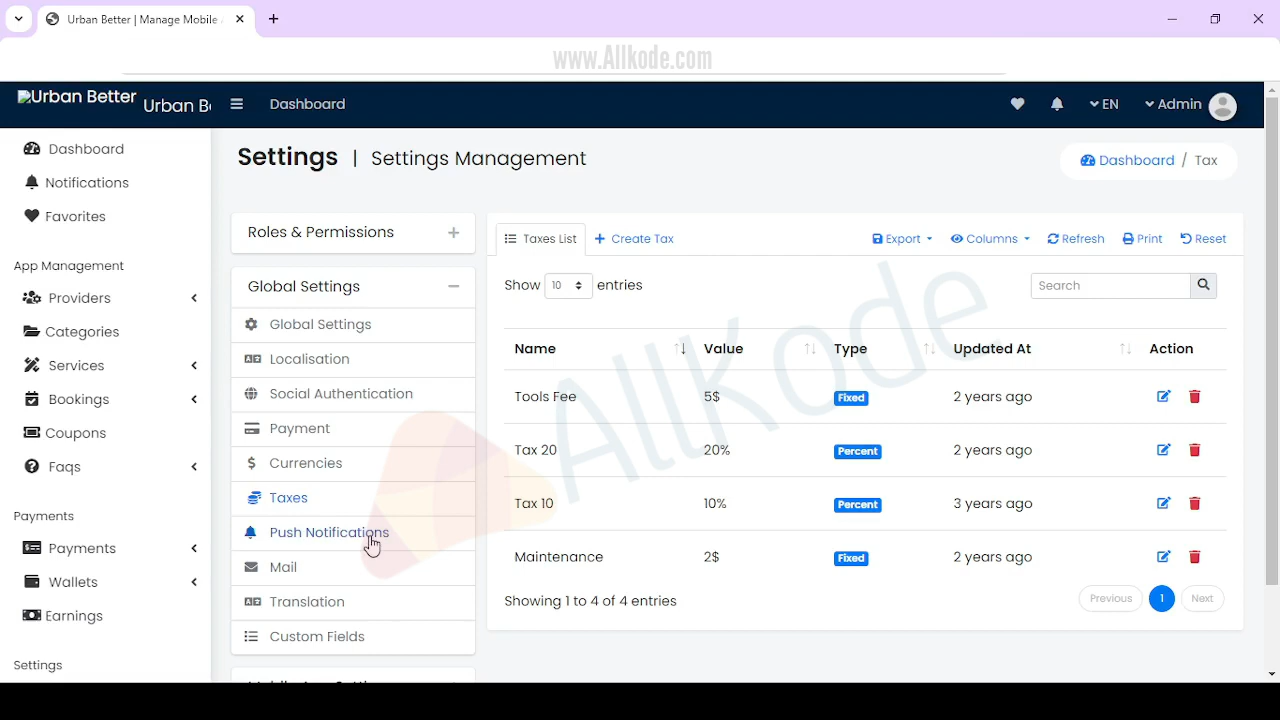 Urban Better | Manage Mobile
www.Allkode.com
Urban Better Urban B
Dashboard
EN
Admin
Dashboard
Notifications
Favorites
App Management
Providers
Categories
Services
Bookings
Coupons
Faqs
Payments
Payments
Wallets
Earnings
Settings
Settings | Settings Management
Dashboard / Tax
Roles & Permissions
Global Settings
Global Settings
Localisation
Social Authentication
Payment
Currencies
Taxes
Push Notifications
Mail
Translation
Custom Fields
Taxes List
Create Tax
Export
Columns
Refresh
Print
Reset
Show 10 entries
Search
Name Value Type Updated At Action
Tools Fee 5$ Fixed 2 years ago
Tax 20 20% Percent 2 years ago
Tax 10 10% Percent 3 years ago
Maintenance 2$ Fixed 2 years ago
Showing 1 to 4 of 4 entries
Previous 1 Next
AllKode